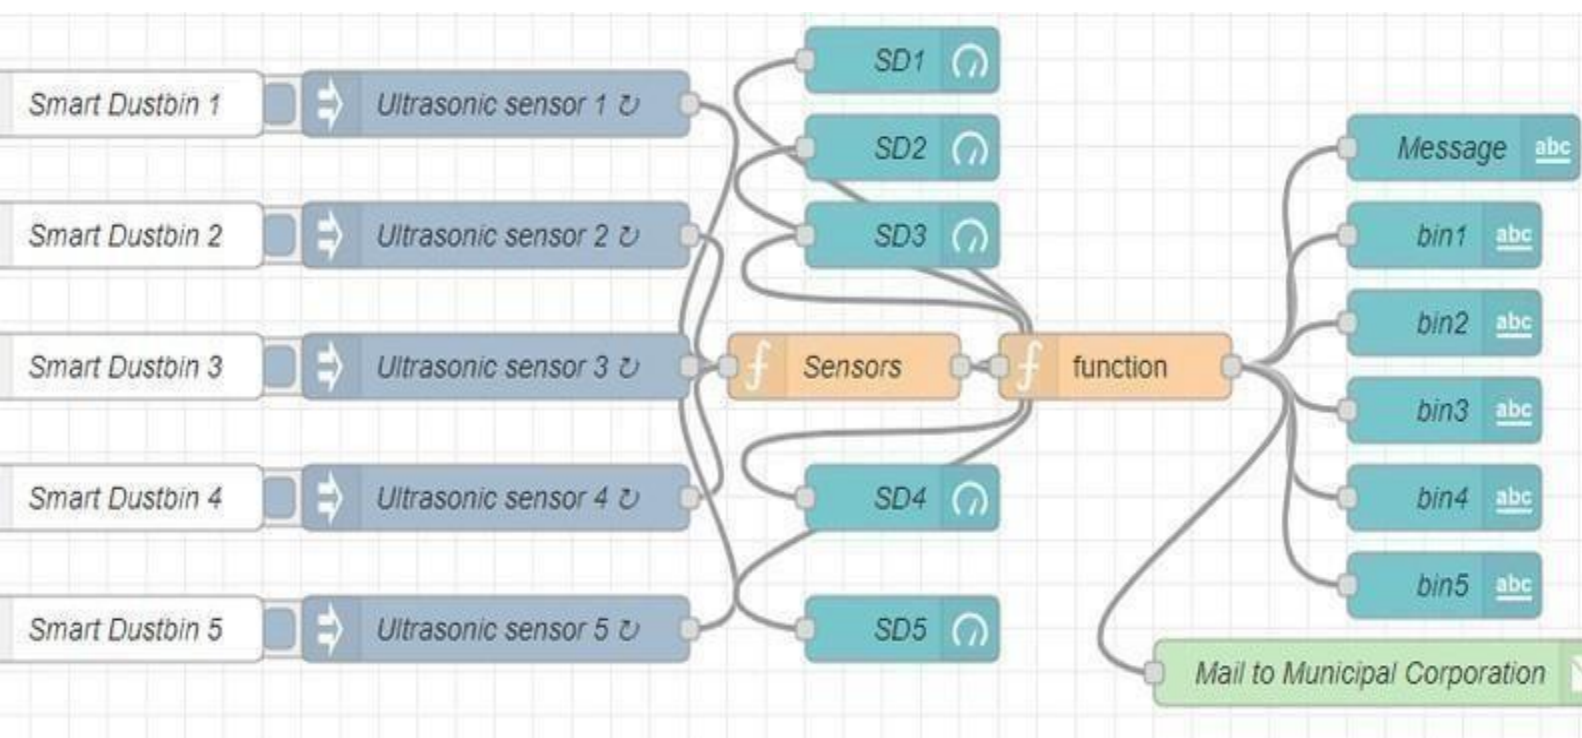 Smart Dustbin 1
Ultrasonic sensor 1 ↻
Smart Dustbin 2
Ultrasonic sensor 2 ↻
Smart Dustbin 3
Ultrasonic sensor 3 ↻
Smart Dustbin 4
Ultrasonic sensor 4 ↻
Smart Dustbin 5
Ultrasonic sensor 5 ↻
SD1
SD2
SD3
Sensors
SD4
SD5
function
Message abc
bin1 abc
bin2 abc
bin3 abc
bin4 abc
bin5 abc
Mail to Municipal Corporation